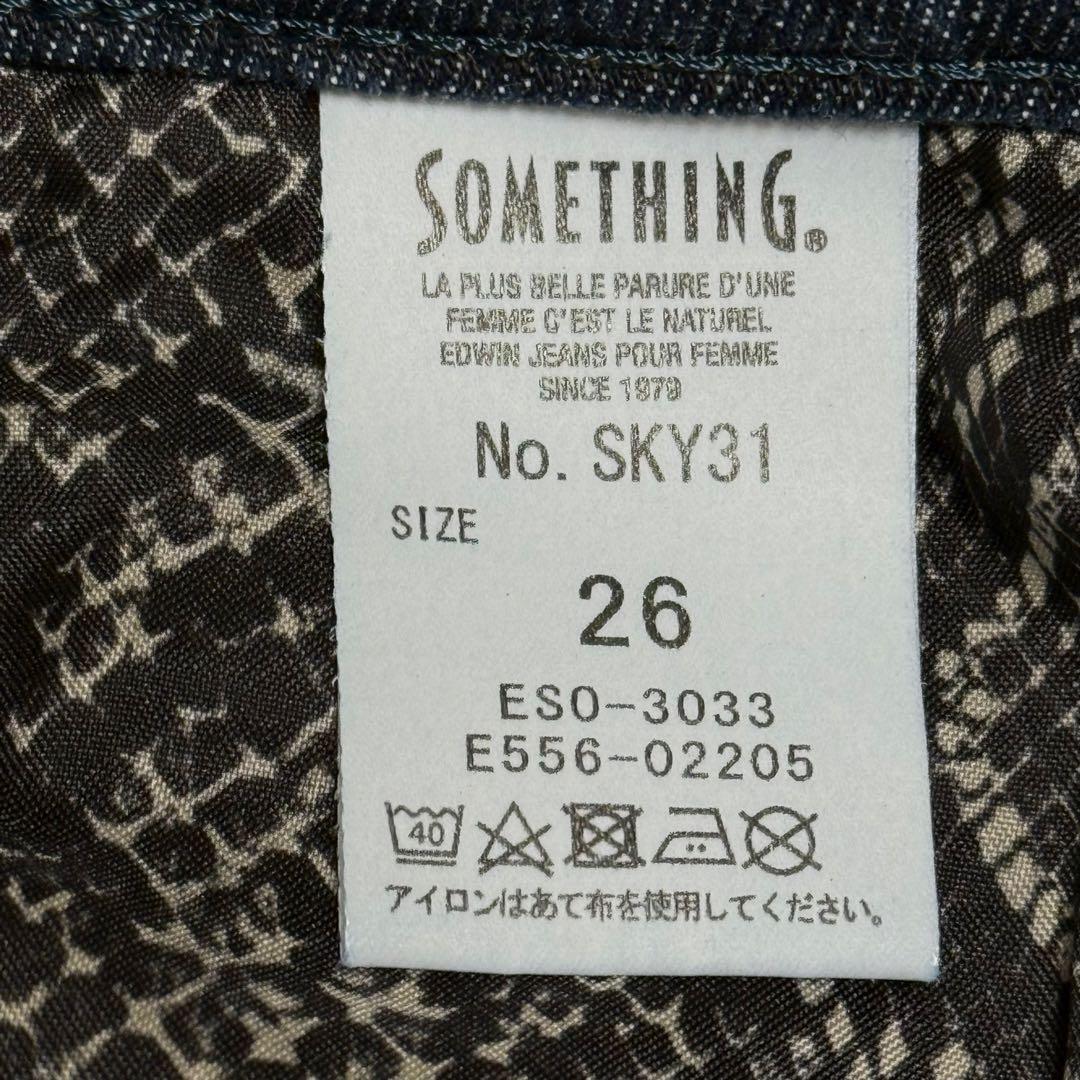 SOMETHING®
LA PLUS BELLE PARURE D'UNE
FEMME C'EST LE NATUREL
EDWIN JEANS POUR FEMME
SINCE 1979
No. SKY31
SIZE
26
ESO-3033
E556-02205
40
アイロンはあて布を使用してください。